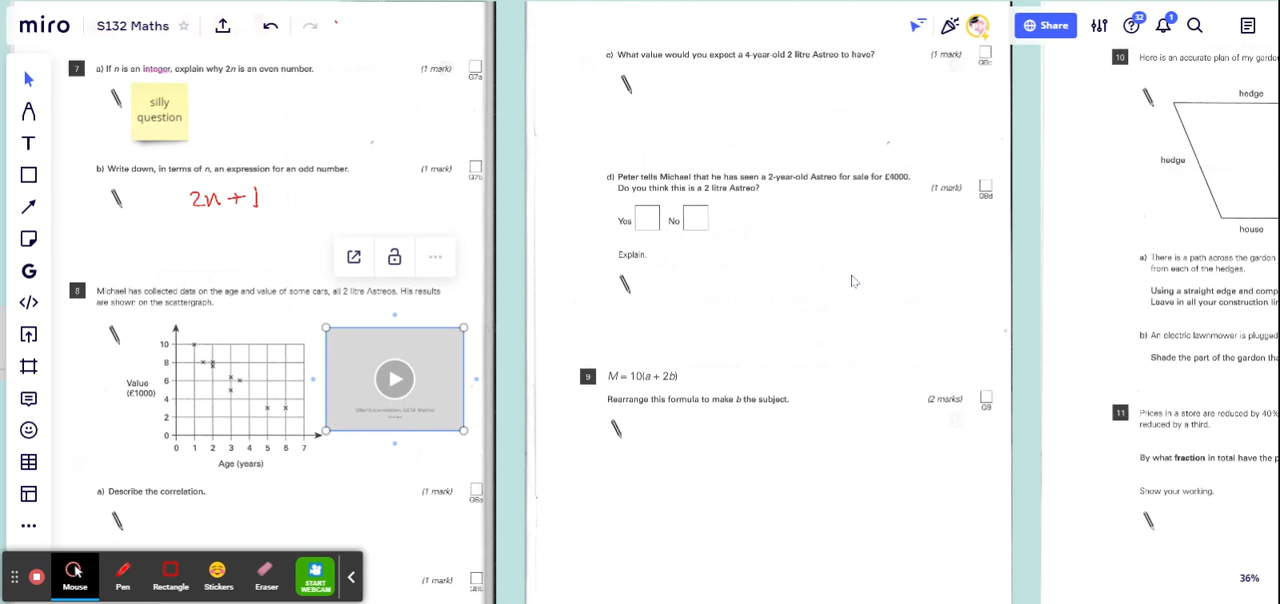 miro
S132 Maths
32
1
Share
7
a) If n is an integer, explain why 2n is an even number.
(1 mark)
Q7a
silly
question
b) Write down, in terms of n, an expression for an odd number.
(1 mark)
Q7b
2n + 1
8
Michael has collected data on the age and value of some cars, all 2 litre Astreos. His results
are shown on the scattergraph.
Value
(£1000)
10
8
6
4
2
0
0 1 2 3 4 5 6 7
Age (years)
a) Describe the correlation.
(1 mark)
Q8a
(1 mark)
c) What value would you expect a 4-year-old 2 litre Astreo to have?
(1 mark)
Q8c
d) Peter tells Michael that he has seen a 2-year-old Astreo for sale for £4000.
Do you think this is a 2 litre Astreo?
(1 mark)
Q8d
Yes
No
Explain.
9
M = 10(a + 2b)
Rearrange this formula to make b the subject.
(2 marks)
Q9
10
Here is an accurate plan of my garde
hedge
hedge
house
a) There is a path across the garden
from each of the hedges.
Using a straight edge and comp
Leave in all your construction li
b) An electric lawnmower is plugged
Shade the part of the garden tha
11
Prices in a store are reduced by 40%
reduced by a third.
By what fraction in total have the p
Show your working.
36%
Mouse
Pen
Rectangle
Stickers
Eraser
START
WEBCAM